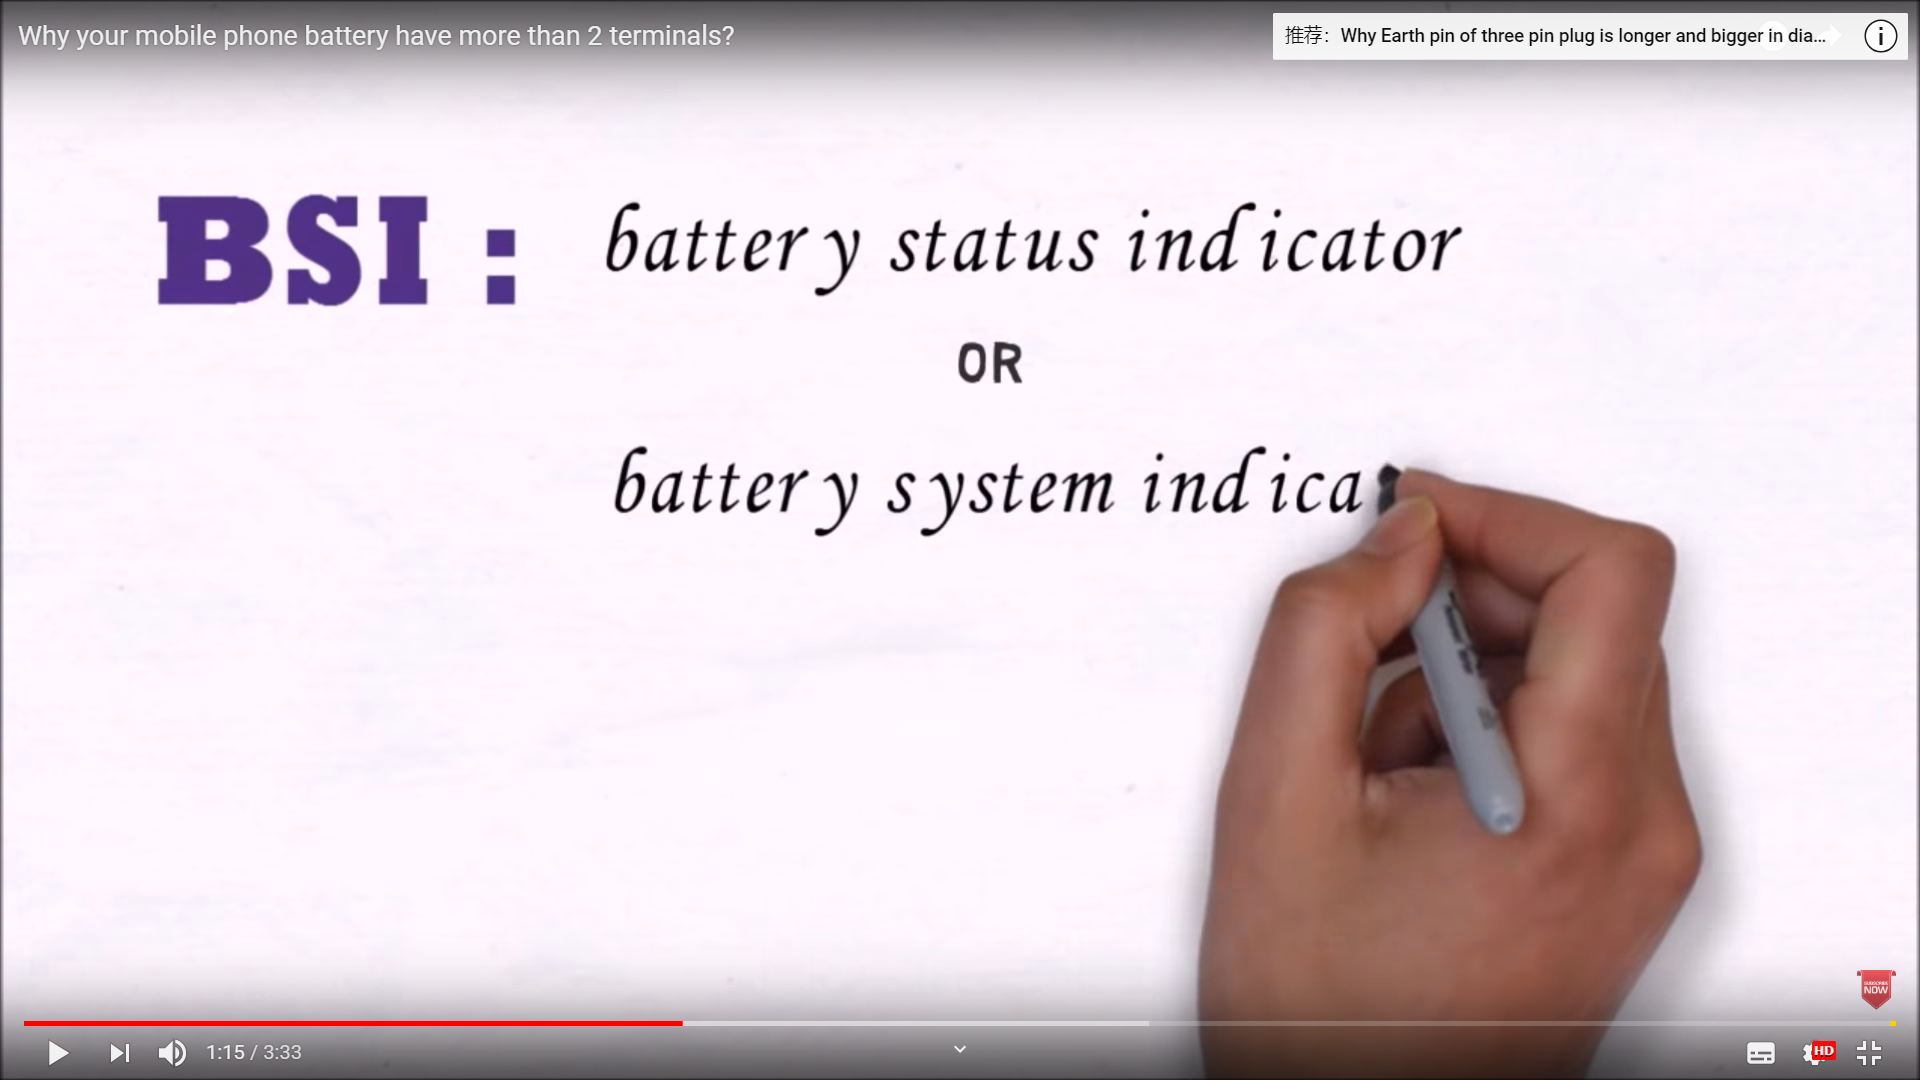 Why your mobile phone battery have more than 2 terminals?
推荐：Why Earth pin of three pin plug is longer and bigger in dia...
BSI : battery status indicator
OR
battery system indica
SUBSCRIBE
NOW
1:15 / 3:33
HD